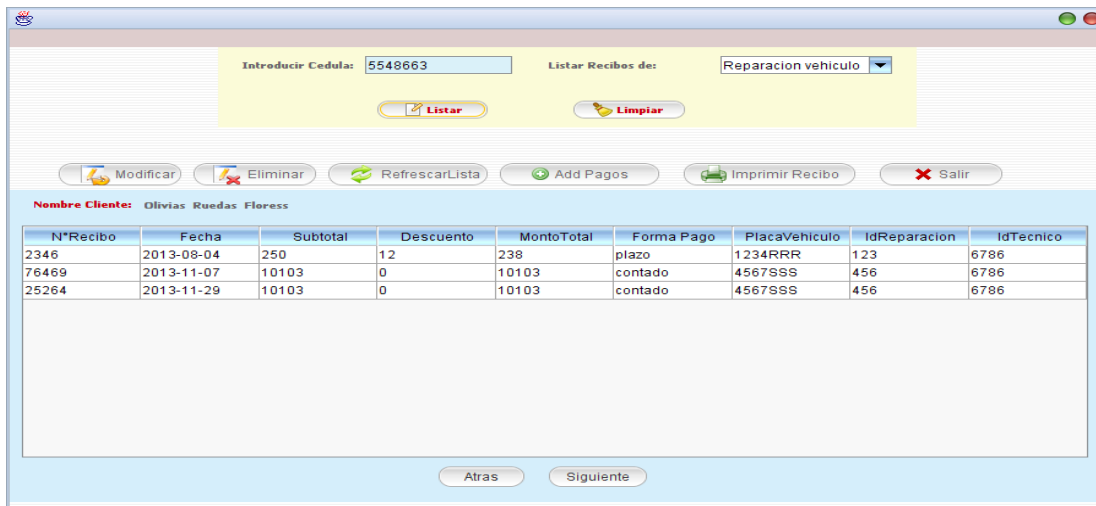 Introducir Cedula: 5548663 Listar Recibos de: Reparacion vehiculo
Listar Limpiar
Modificar Eliminar RefrescarLista Add Pagos Imprimir Recibo Salir
Nombre Cliente: Olivias Ruedas Floress
N°Recibo Fecha Subtotal Descuento MontoTotal Forma Pago PlacaVehiculo IdReparacion IdTecnico
2346 2013-08-04 250 12 238 plazo 1234RRR 123 6786
76469 2013-11-07 10103 0 10103 contado 4567SSS 456 6786
25264 2013-11-29 10103 0 10103 contado 4567SSS 456 6786
Atras Siguiente